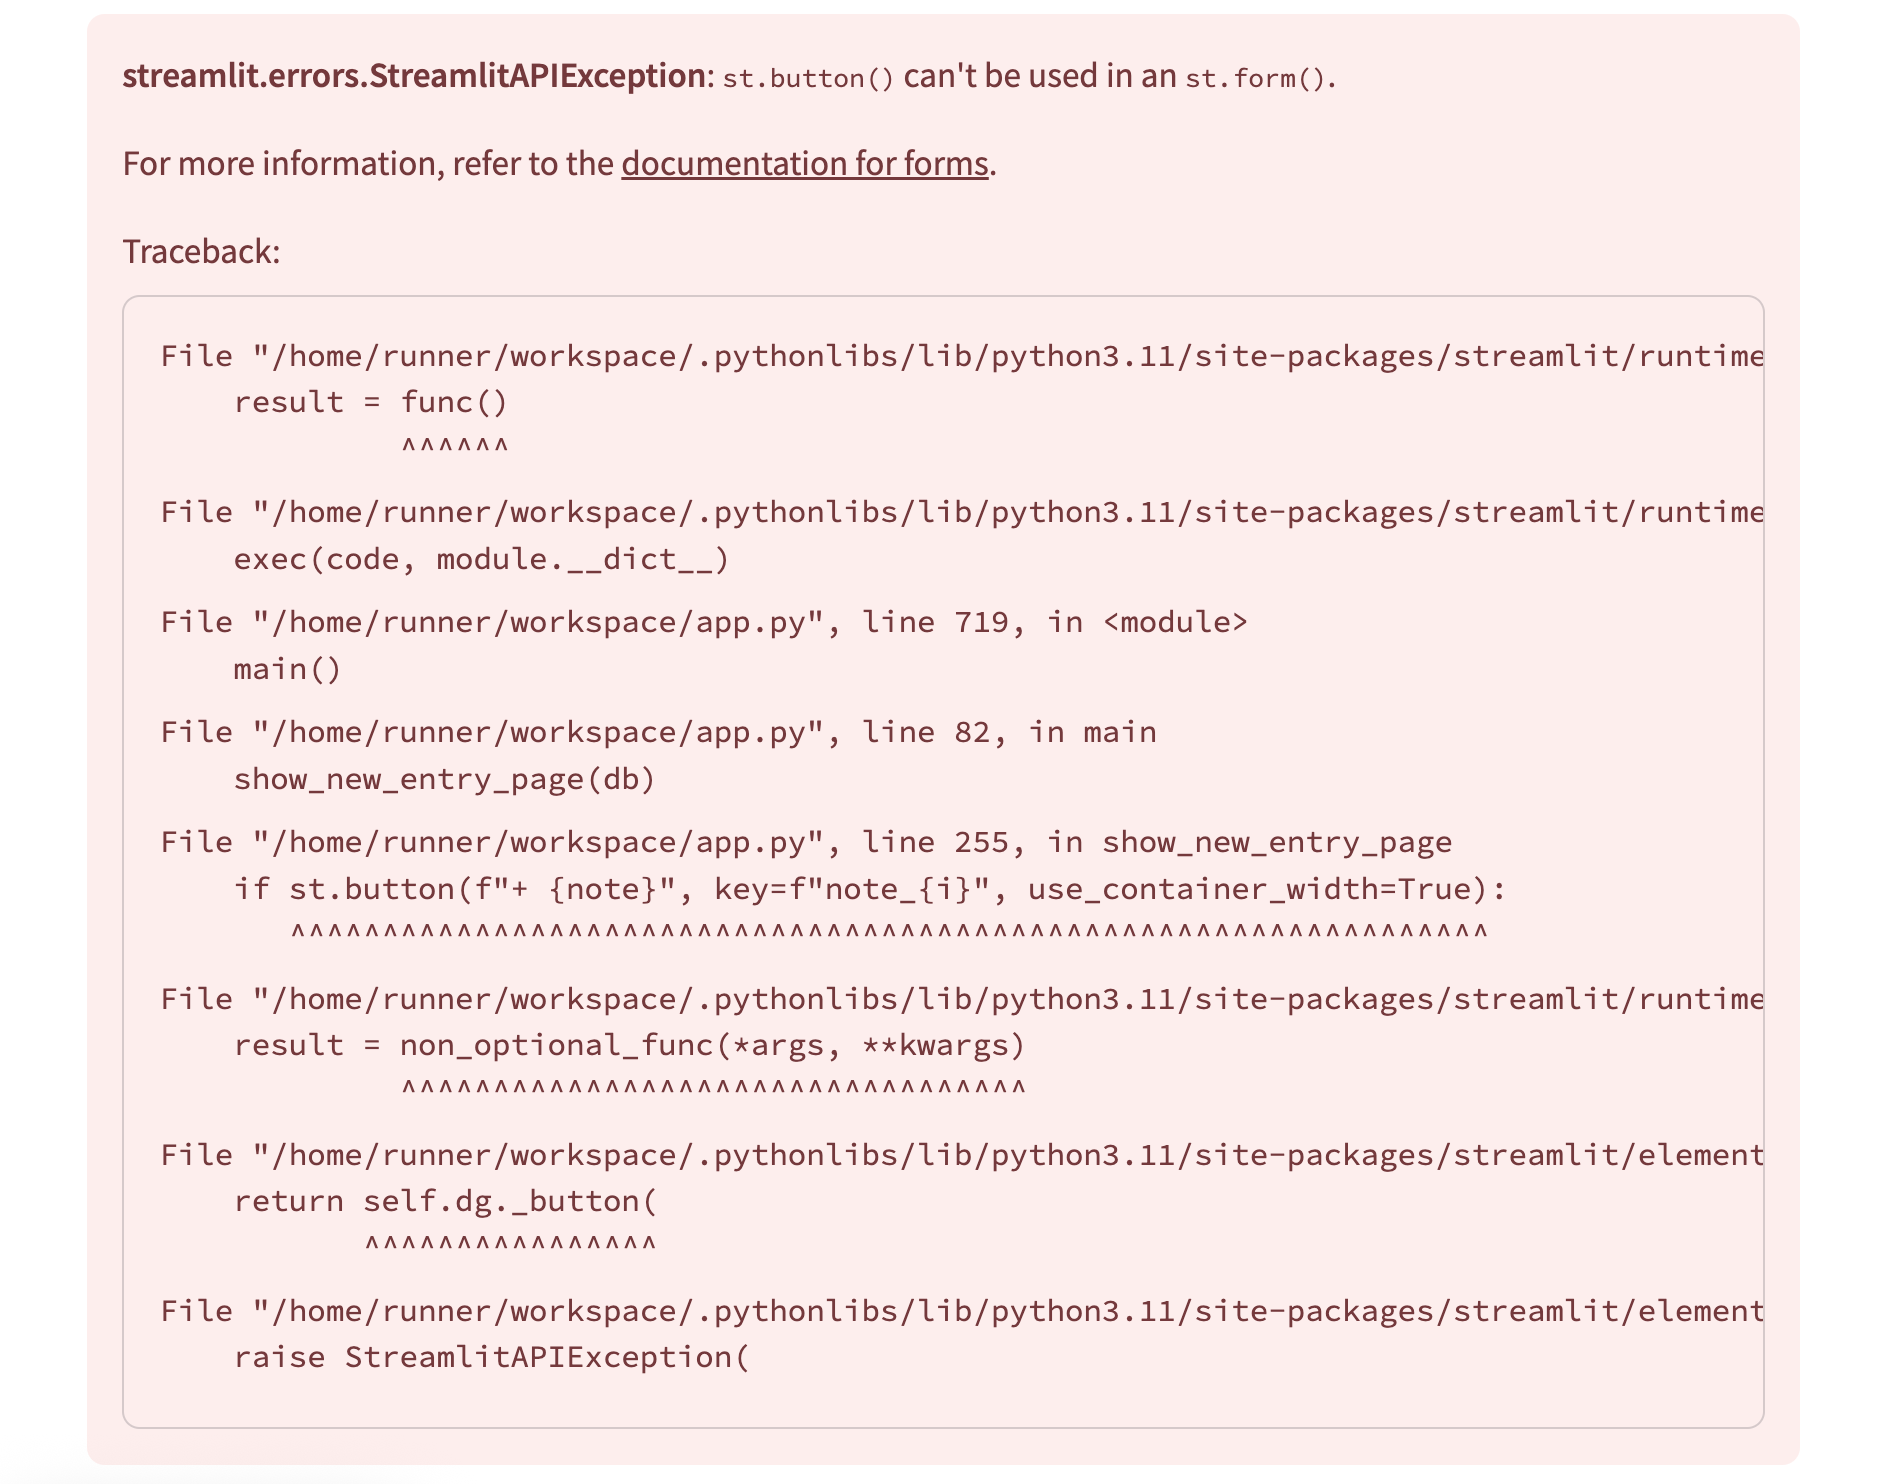 streamlit.errors.StreamlitAPIException: st.button() can't be used in an st.form().
For more information, refer to the documentation for forms.
Traceback:
File "/home/runner/workspace/.pythonlibs/lib/python3.11/site-packages/streamlit/runtime
    result = func()
             ^^^^^^
File "/home/runner/workspace/.pythonlibs/lib/python3.11/site-packages/streamlit/runtime
    exec(code, module.__dict__)
File "/home/runner/workspace/app.py", line 719, in <module>
    main()
File "/home/runner/workspace/app.py", line 82, in main
    show_new_entry_page(db)
File "/home/runner/workspace/app.py", line 255, in show_new_entry_page
    if st.button(f"+ {note}", key=f"note_{i}", use_container_width=True):
       ^^^^^^^^^^^^^^^^^^^^^^^^^^^^^^^^^^^^^^^^^^^^^^^^^^^^^^^^^^^^^^^^^
File "/home/runner/workspace/.pythonlibs/lib/python3.11/site-packages/streamlit/runtime
    result = non_optional_func(*args, **kwargs)
             ^^^^^^^^^^^^^^^^^^^^^^^^^^^^^^^^^^
File "/home/runner/workspace/.pythonlibs/lib/python3.11/site-packages/streamlit/element
    return self.dg._button(
           ^^^^^^^^^^^^^^^^
File "/home/runner/workspace/.pythonlibs/lib/python3.11/site-packages/streamlit/element
    raise StreamlitAPIException(